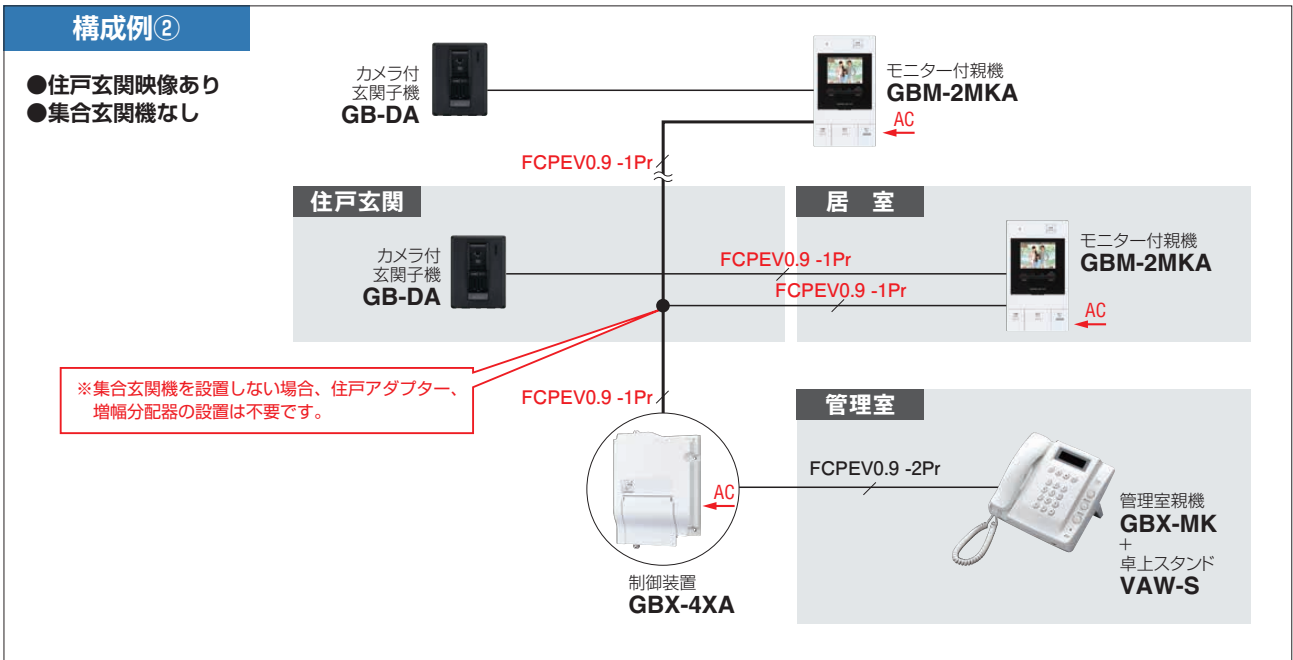 構成例②
●住戸玄関映像あり
●集合玄関機なし
カメラ付
玄関子機
GB-DA
モニター付親機
GBM-2MKA
AC
FCPEV0.9 -1Pr
住戸玄関
居　室
カメラ付
玄関子機
GB-DA
FCPEV0.9 -1Pr
FCPEV0.9 -1Pr
モニター付親機
GBM-2MKA
AC
※集合玄関機を設置しない場合、住戸アダプター、
増幅分配器の設置は不要です。
FCPEV0.9 -1Pr
AC
制御装置
GBX-4XA
管理室
FCPEV0.9 -2Pr
管理室親機
GBX-MK
+
卓上スタンド
VAW-S